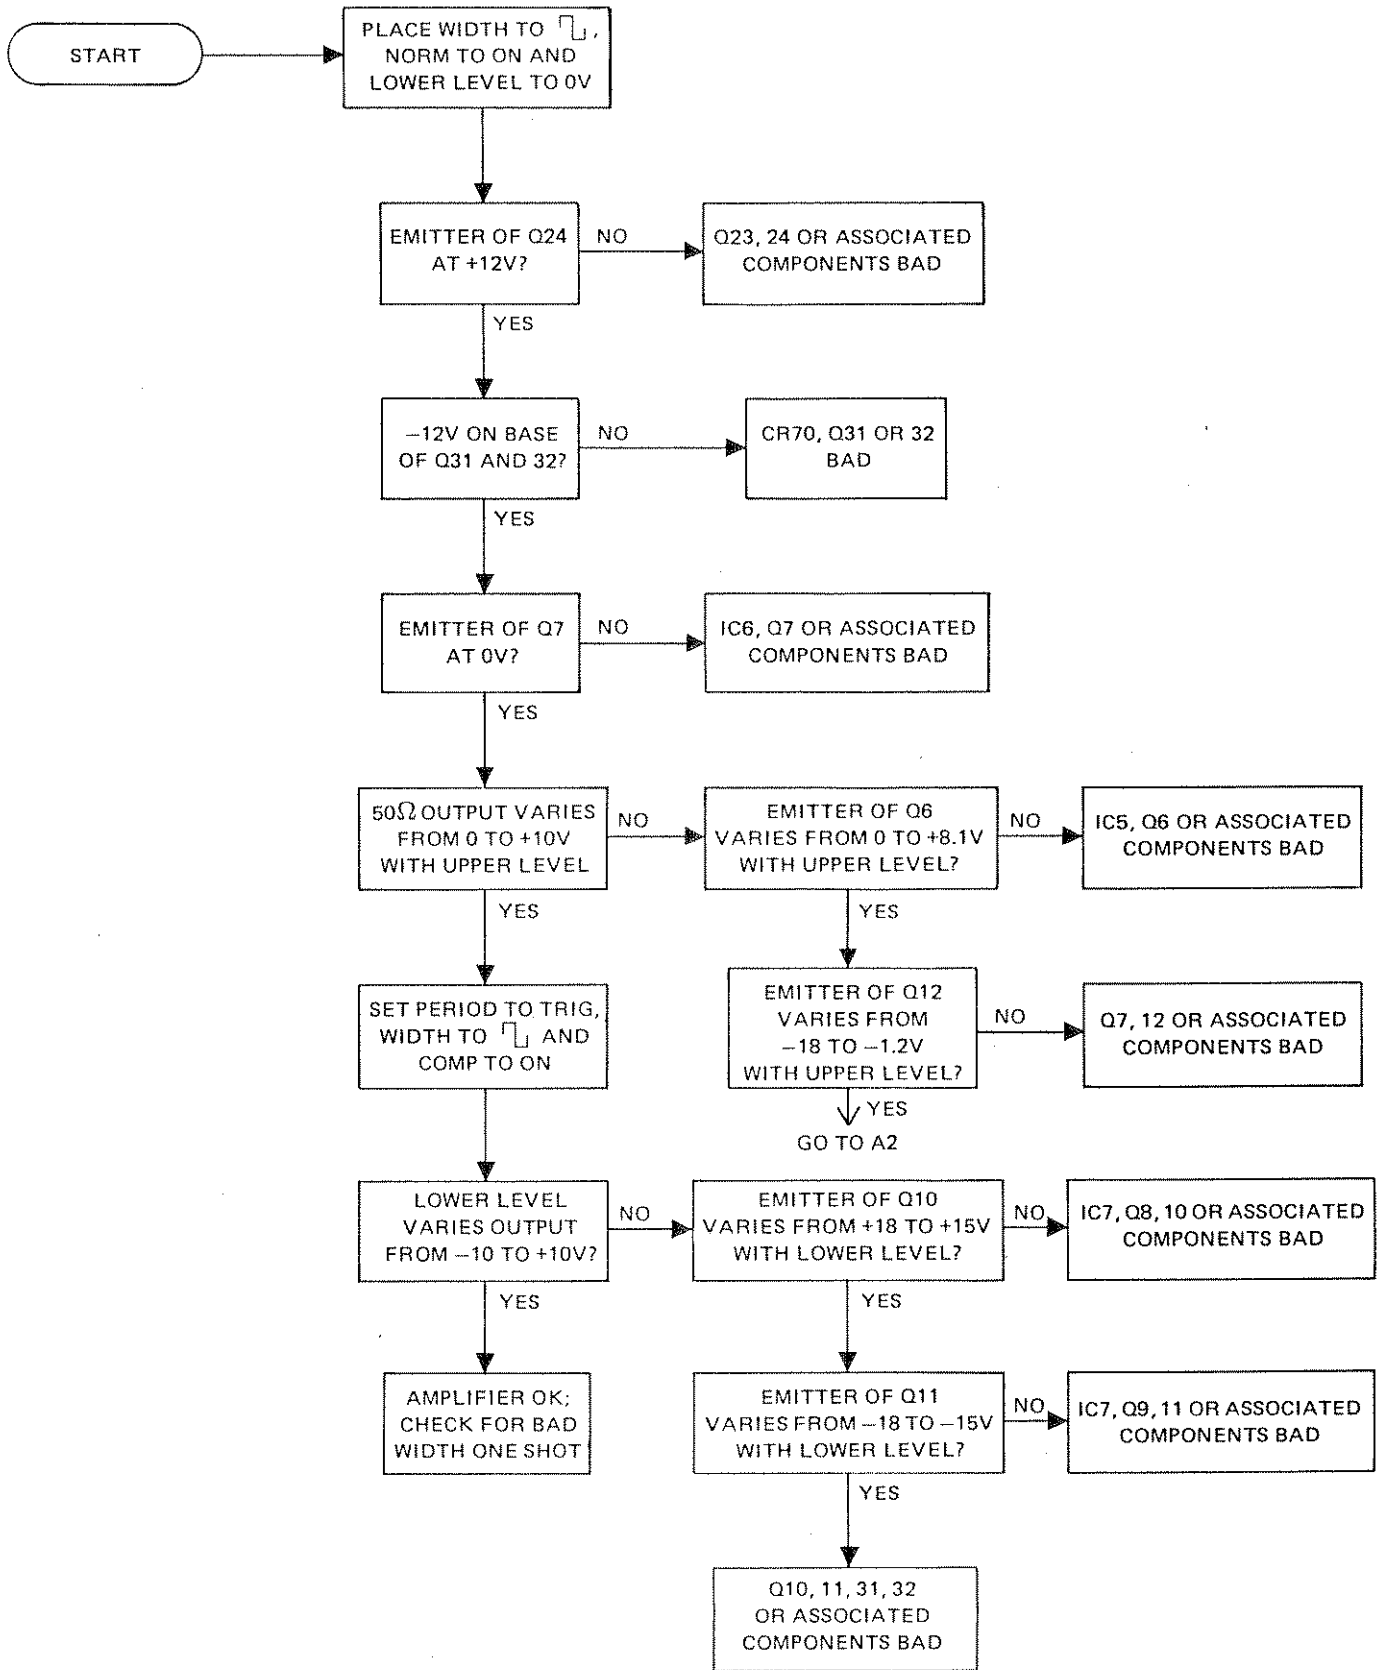 START
PLACE WIDTH TO ,
NORM TO ON AND
LOWER LEVEL TO 0V
EMITTER OF Q24
AT +12V?
NO
Q23, 24 OR ASSOCIATED
COMPONENTS BAD
YES
—12V ON BASE
OF Q31 AND 32?
NO
CR70, Q31 OR 32
BAD
YES
EMITTER OF Q7
AT 0V?
NO
IC6, Q7 OR ASSOCIATED
COMPONENTS BAD
YES
50Ω OUTPUT VARIES
FROM 0 TO +10V
WITH UPPER LEVEL
NO
EMITTER OF Q6
VARIES FROM 0 TO +8.1V
WITH UPPER LEVEL?
NO
IC5, Q6 OR ASSOCIATED
COMPONENTS BAD
YES
YES
SET PERIOD TO TRIG,
WIDTH TO AND
COMP TO ON
EMITTER OF Q12
VARIES FROM
—18 TO —1.2V
WITH UPPER LEVEL?
NO
Q7, 12 OR ASSOCIATED
COMPONENTS BAD
YES
GO TO A2
LOWER LEVEL
VARIES OUTPUT
FROM —10 TO +10V?
NO
EMITTER OF Q10
VARIES FROM +18 TO +15V
WITH LOWER LEVEL?
NO
IC7, Q8, 10 OR ASSOCIATED
COMPONENTS BAD
YES
YES
AMPLIFIER OK;
CHECK FOR BAD
WIDTH ONE SHOT
EMITTER OF Q11
VARIES FROM —18 TO —15V
WITH LOWER LEVEL?
NO
IC7, Q9, 11 OR ASSOCIATED
COMPONENTS BAD
YES
Q10, 11, 31, 32
OR ASSOCIATED
COMPONENTS BAD